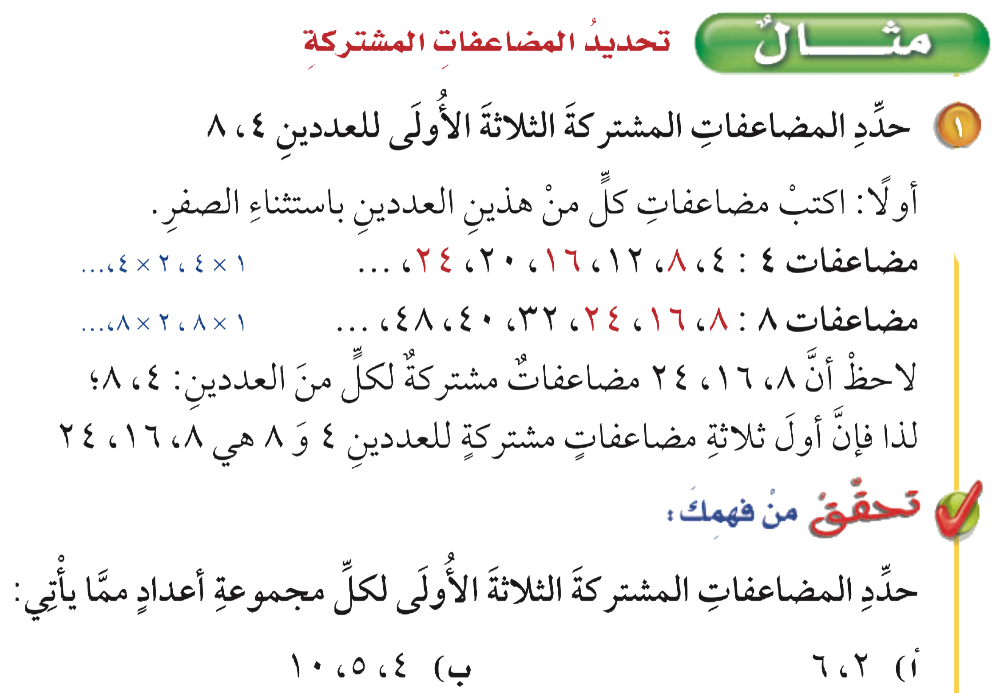 مثـــالٌ تحديدُ المضاعفاتِ المشتركةِ
١ حدِّدِ المضاعفاتِ المشتركةَ الثلاثةَ الأُولَى للعددينِ ٤، ٨
أولًا: اكتبْ مضاعفاتِ كلٍّ منْ هذينِ العددينِ باستثناءِ الصفرِ.
مضاعفات ٤ : ٤، ٨، ١٢، ١٦، ٢٠، ٢٤، ... ١ × ٤، ٢ × ٤،...
مضاعفات ٨ : ٨، ١٦، ٢٤، ٣٢، ٤٠، ٤٨، ... ١ × ٨، ٢ × ٨،...
لاحظْ أنَّ ٨، ١٦، ٢٤ مضاعفاتٌ مشتركةٌ لكلٍّ منَ العددينِ: ٤، ٨؛
لذا فإنَّ أولَ ثلاثةِ مضاعفاتٍ مشتركةٍ للعددينِ ٤ وَ ٨ هي ٨، ١٦، ٢٤
تحقّقْ منْ فهمِكَ:
حدِّدِ المضاعفاتِ المشتركةَ الثلاثةَ الأُولَى لكلِّ مجموعةِ أعدادٍ ممَّا يأْتِي:
أ) ٢، ٦ ب) ٤، ٥، ١٠